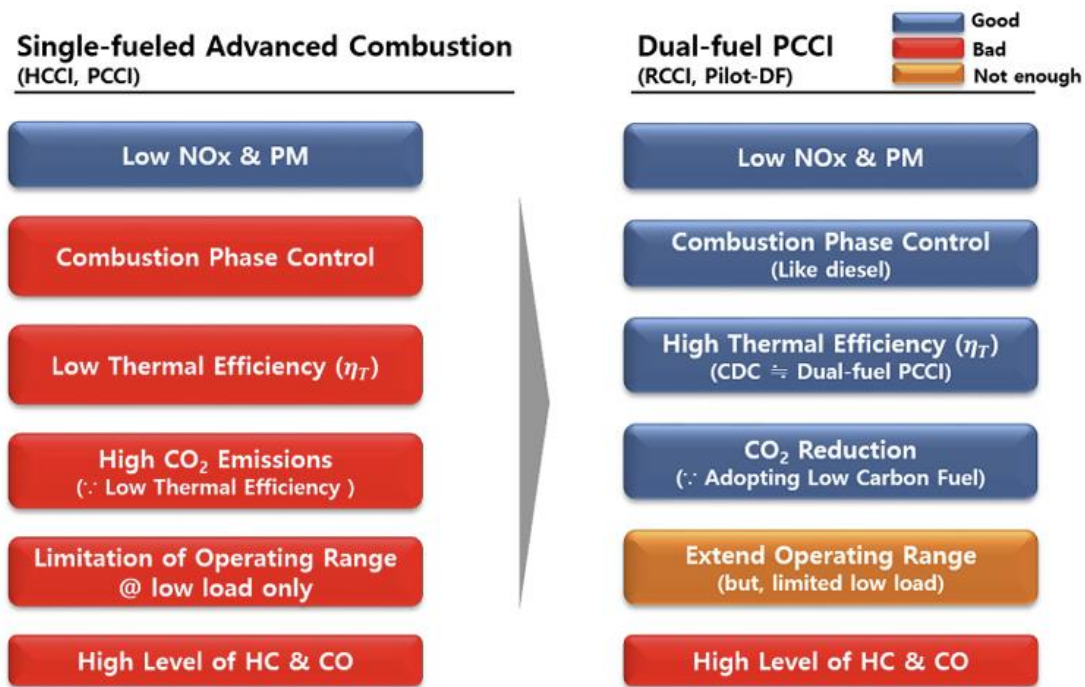 Single-fueled Advanced Combustion
(HCCI, PCCI)
Low NOx & PM
Combustion Phase Control
Low Thermal Efficiency (η_T)
High CO₂ Emissions
(∵ Low Thermal Efficiency )
Limitation of Operating Range
@ low load only
High Level of HC & CO
Dual-fuel PCCI
(RCCI, Pilot-DF)
Good
Bad
Not enough
Low NOx & PM
Combustion Phase Control
(Like diesel)
High Thermal Efficiency (η_T)
(CDC ≒ Dual-fuel PCCI)
CO₂ Reduction
(∵ Adopting Low Carbon Fuel)
Extend Operating Range
(but, limited low load)
High Level of HC & CO